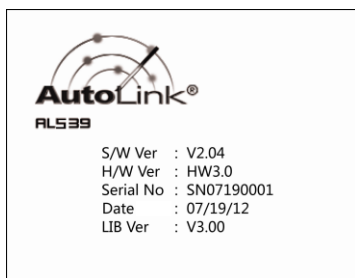 AutoLink®
AL539
S/W Ver : V2.04
H/W Ver : HW3.0
Serial No : SN07190001
Date : 07/19/12
LIB Ver : V3.00